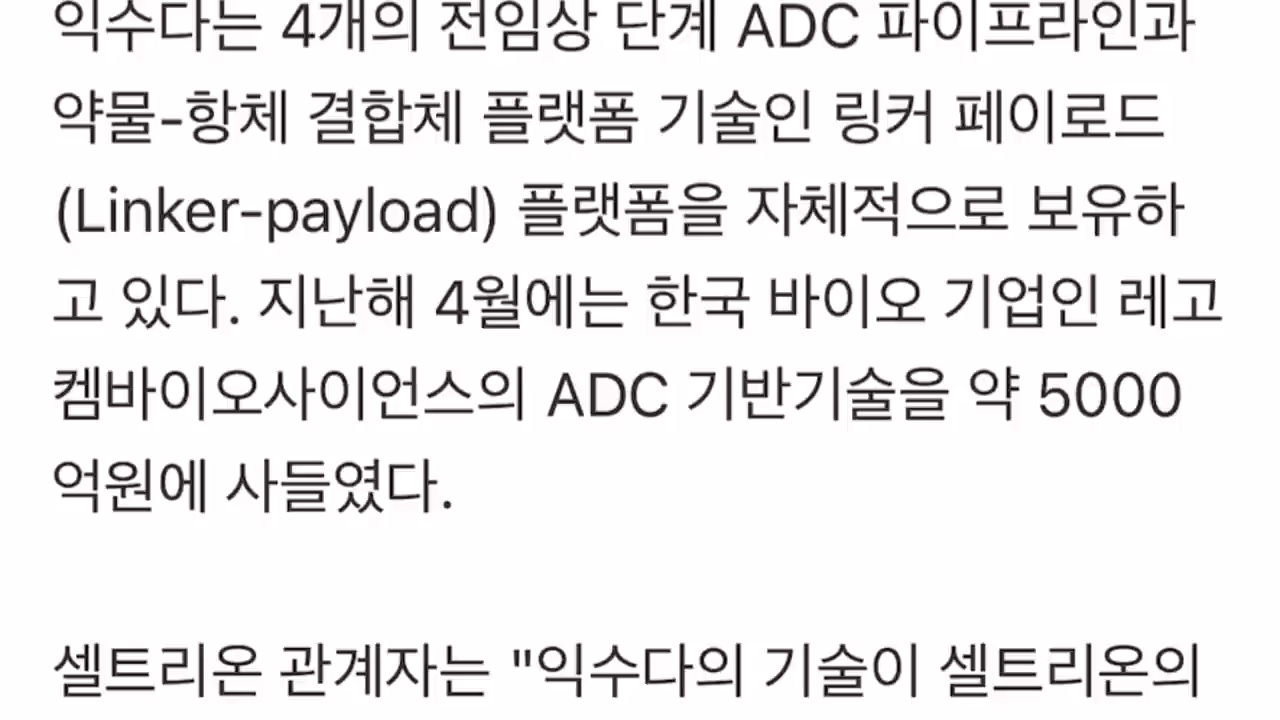 익수다는 4개의 전임상 단계 ADC 파이프라인과
약물-항체 결합체 플랫폼 기술인 링커 페이로드
(Linker-payload) 플랫폼을 자체적으로 보유하
고 있다. 지난해 4월에는 한국 바이오 기업인 레고
켐바이오사이언스의 ADC 기반기술을 약 5000
억원에 사들였다.
셀트리온 관계자는 "익수다의 기술이 셀트리온의